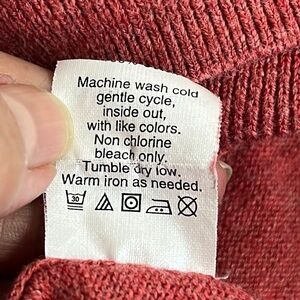 Machine wash cold
gentle cycle,
inside out,
with like colors.
Non chlorine
bleach only.
Tumble dry low.
Warm iron as needed.
30